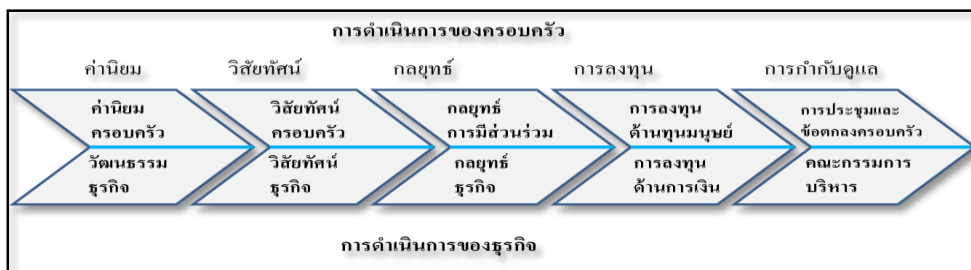 การดำเนินการของครอบครัว
ค่านิยม วิสัยทัศน์ กลยุทธ์ การลงทุน การกำกับดูแล
ค่านิยม
ครอบครัว
วัฒนธรรม
ธุรกิจ
วิสัยทัศน์
ครอบครัว
วิสัยทัศน์
ธุรกิจ
กลยุทธ์
การมีส่วนร่วม
กลยุทธ์
ธุรกิจ
การลงทุน
ด้านทุนมนุษย์
การลงทุน
ด้านการเงิน
การประชุมและ
ข้อตกลงครอบครัว
คณะกรรมการ
บริหาร
การดำเนินการของธุรกิจ